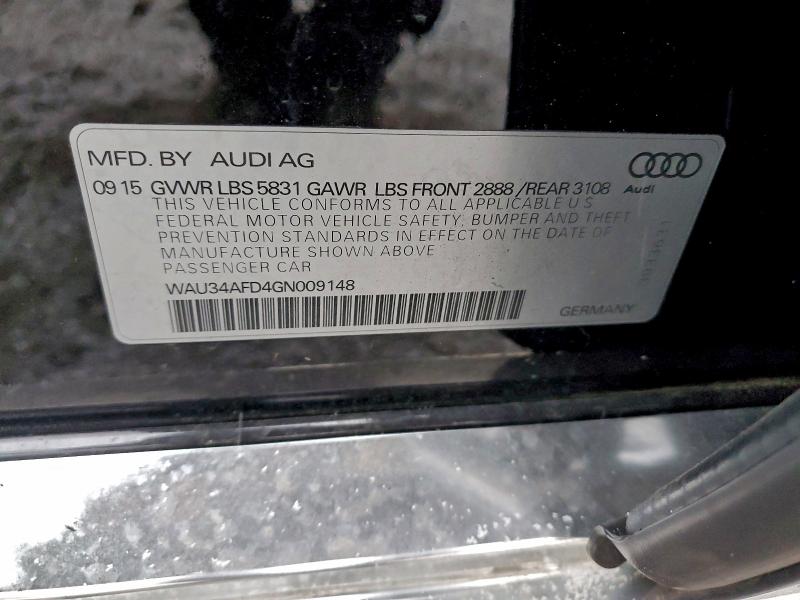 MFD. BY AUDI AG
09 15 GVWR LBS 5831 GAWR LBS FRONT 2888 /REAR 3108
Audi
THIS VEHICLE CONFORMS TO ALL APPLICABLE U S
FEDERAL MOTOR VEHICLE SAFETY, BUMPER AND THEFT
PREVENTION STANDARDS IN EFFECT ON THE DATE OF
MANUFACTURE SHOWN ABOVE
PASSENGER CAR
WAU34AFD4GN009148
GERMANY